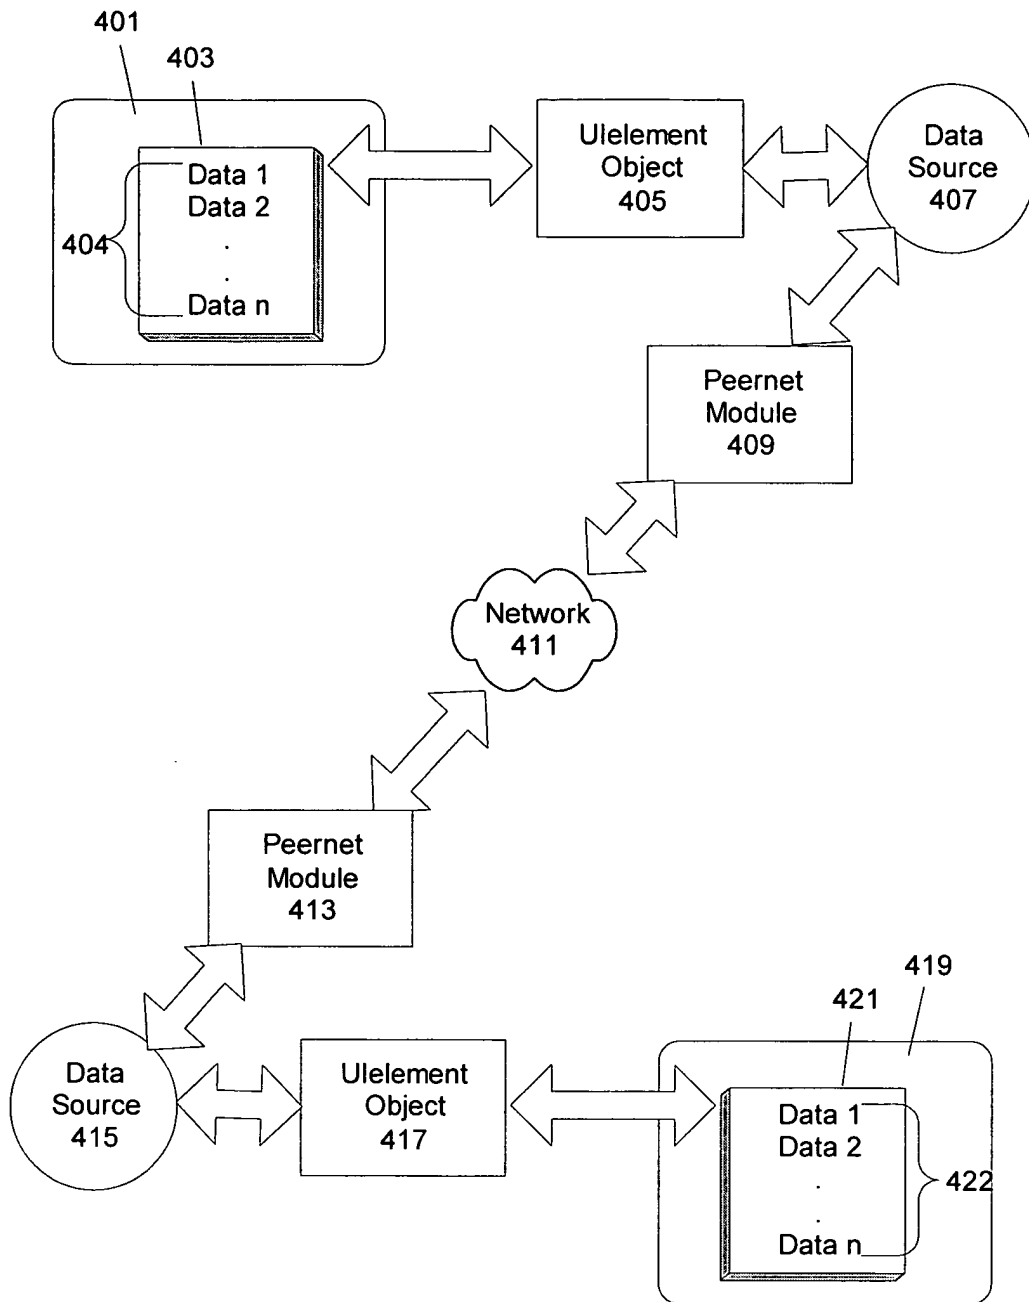 401
403
Data 1
Data 2
.
.
Data n
404
UIelement
Object
405
Data
Source
407
Peernet
Module
409
Network
411
Peernet
Module
413
Data
Source
415
UIelement
Object
417
419
421
Data 1
Data 2
.
.
Data n
422